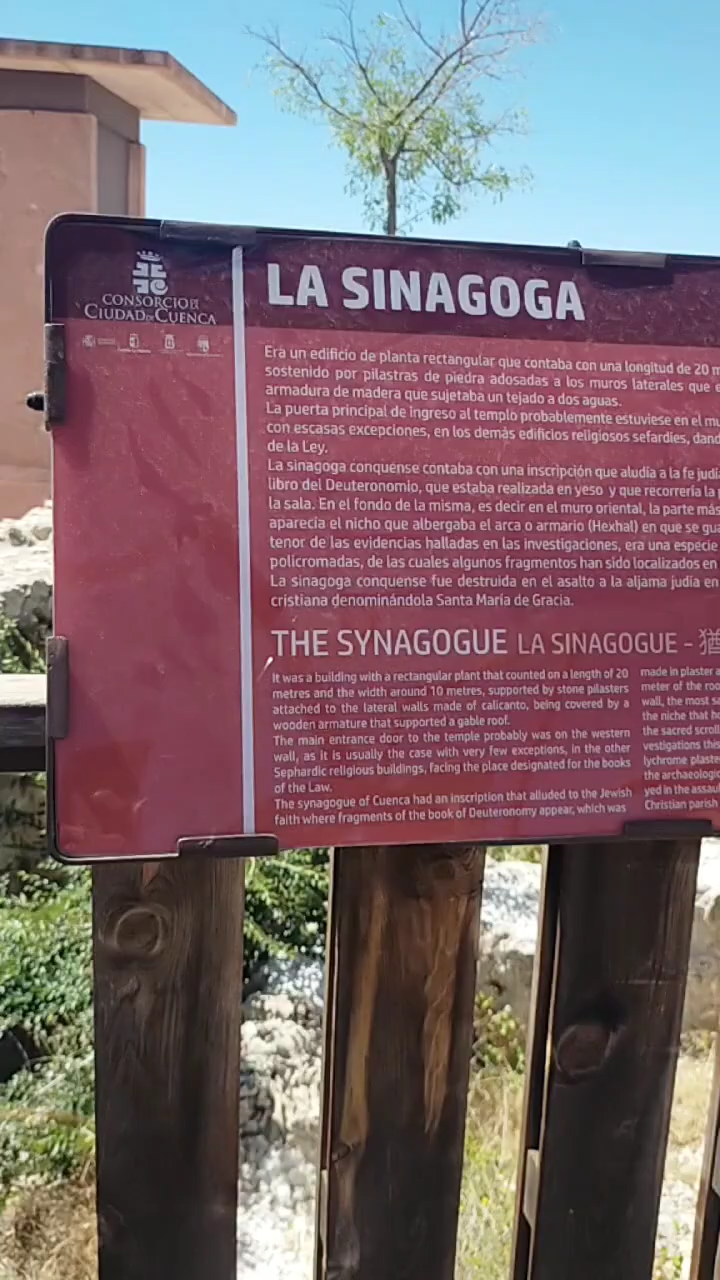 CONSORCIO DE LA
CIUDAD DE CUENCA
LA SINAGOGA
Era un edificio de planta rectangular que contaba con una longitud de 20
sostenido por pilastras de piedra adosadas a los muros laterales que
armadura de madera que sujetaba un tejado a dos aguas.
La puerta principal de ingreso al templo probablemente estuviese en el
con escasas excepciones, en los demás edificios religiosos sefardíes,
de la Ley.
La sinagoga conquense contaba con una inscripción que aludía a la fe
libro del Deuteronomio, que estaba realizada en yeso y que recorrería la
la sala. En el fondo de la misma, es decir en el muro oriental, la parte más
aparecía el nicho que albergaba el arca o armario (Hexhal) en que se
tenor de las evidencias halladas en las investigaciones, era una especie
policromadas, de las cuales algunos fragmentos han sido localizados en
La sinagoga conquense fue destruida en el asalto a la aljama judía en
cristiana denominándola Santa María de Gracia.
THE SYNAGOGUE LA SINAGOGUE - 猶
It was a building with a rectangular plant that counted on a length of 20
metres and the width around 10 metres, supported by stone pilasters
attached to the lateral walls made of calicanto, being covered by a
wooden armature that supported a gable roof.
The main entrance door to the temple probably was on the western
wall, as it is usually the case with very few exceptions, in the other
Sephardic religious buildings, facing the place designated for the books
of the Law.
The synagogue of Cuenca had an inscription that alluded to the Jewish
faith where fragments of the book of Deuteronomy appear, which was
made in plaster
meter of the
wall, the most
the niche that
the sacred
vestigations
lychrome
the
yed in the
Christian parish